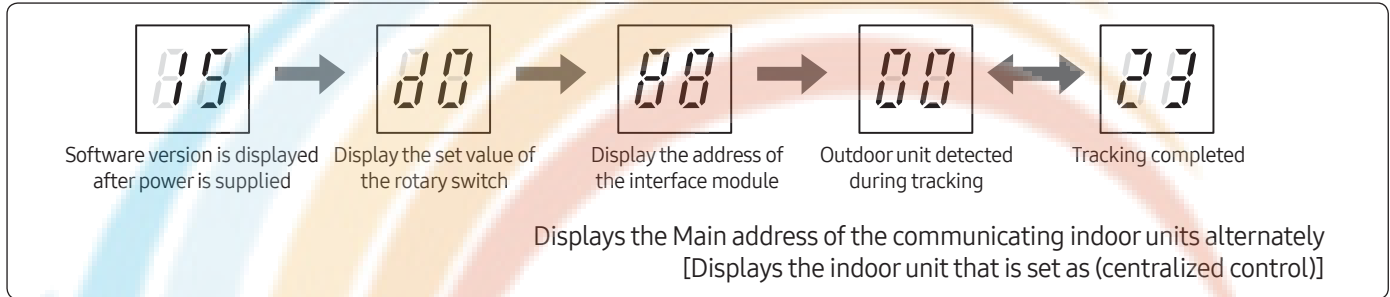 15
d0
00
23
Software version is displayed
after power is supplied
Display the set value of
the rotary switch
Display the address of
the interface module
Outdoor unit detected
during tracking
Tracking completed
Displays the Main address of the communicating indoor units alternately
[Displays the indoor unit that is set as (centralized control)]